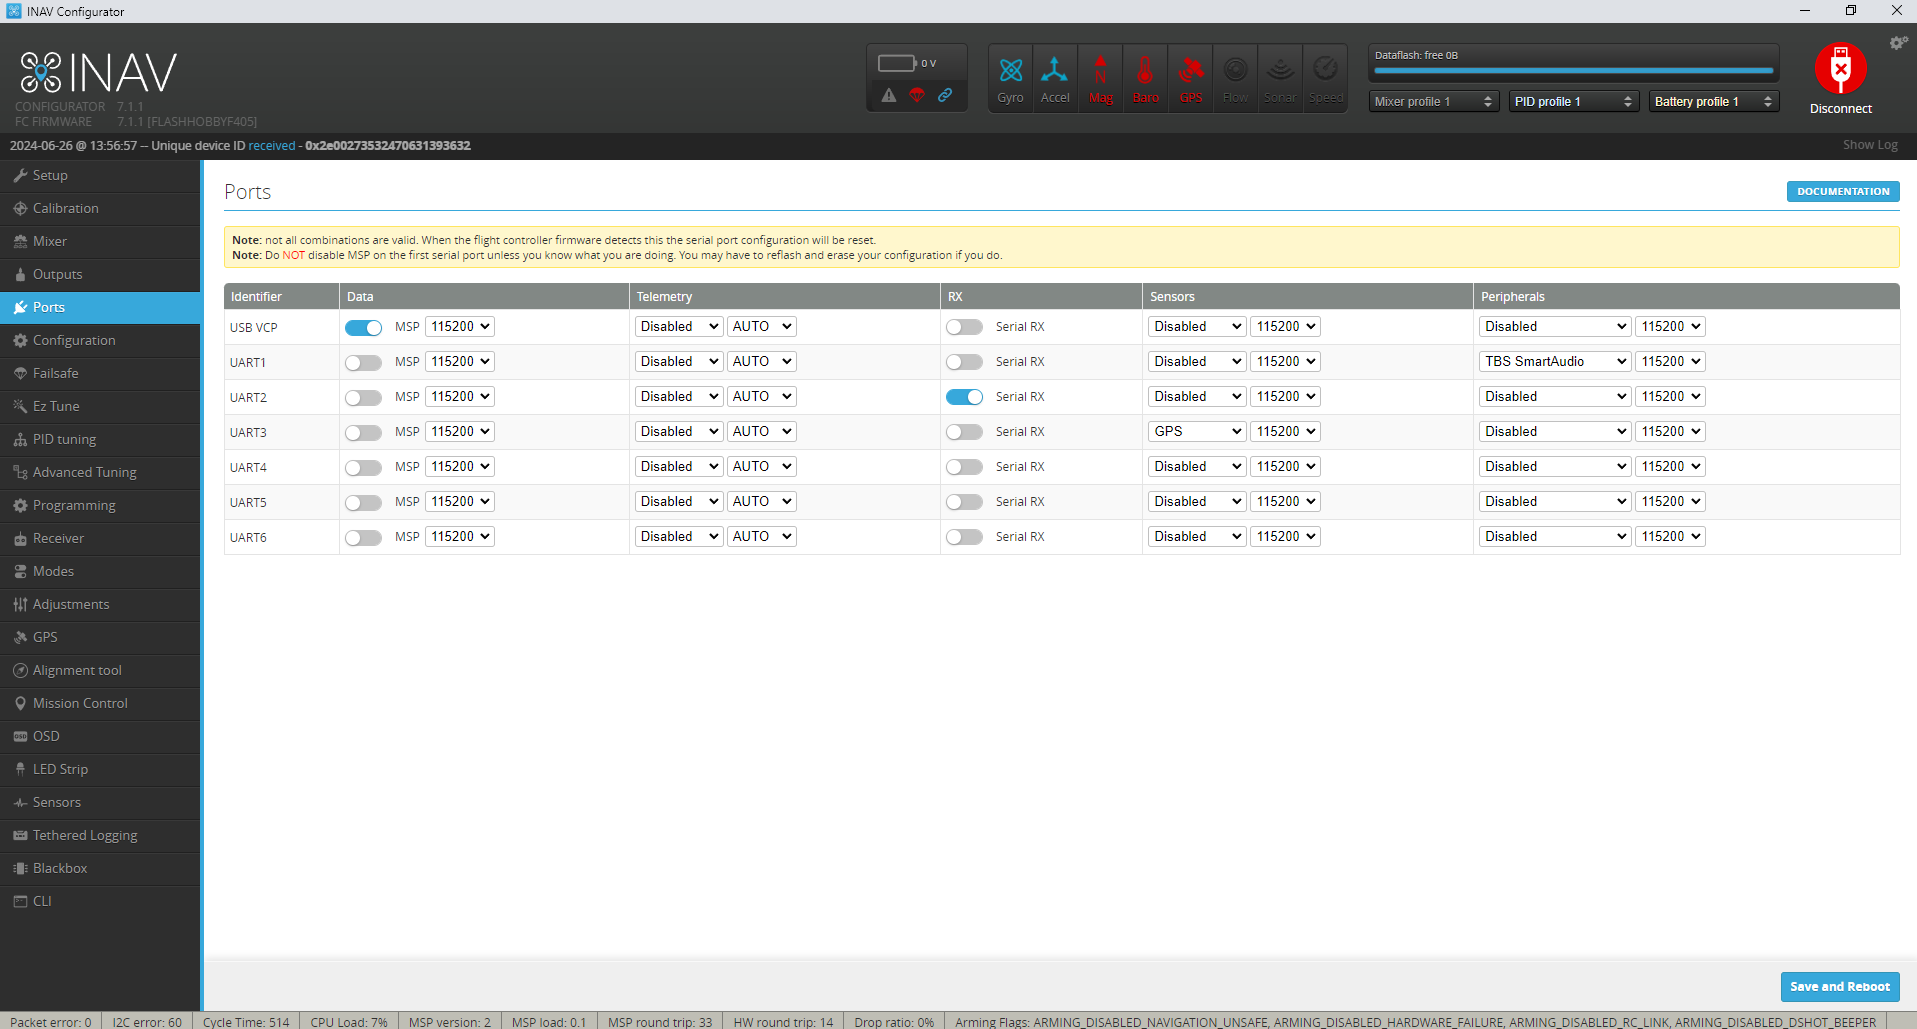 INAV Configurator
INAV
CONFIGURATOR 7.1.1
FC FIRMWARE 7.1.1 [FLASHHOBBYF405]
0 V
Gyro Accel Mag Baro GPS Flow Sonar Speed
Dataflash: free 0B
Mixer profile 1 PID profile 1 Battery profile 1
Disconnect
2024-06-26 @ 13:56:57 -- Unique device ID received - 0x2e00273532470631393632
Show Log
Setup
Calibration
Mixer
Outputs
Ports
Configuration
Failsafe
Ez Tune
PID tuning
Advanced Tuning
Programming
Receiver
Modes
Adjustments
GPS
Alignment tool
Mission Control
OSD
LED Strip
Sensors
Tethered Logging
Blackbox
CLI
Ports
DOCUMENTATION
Note: not all combinations are valid. When the flight controller firmware detects this the serial port configuration will be reset.
Note: Do NOT disable MSP on the first serial port unless you know what you are doing. You may have to reflash and erase your configuration if you do.
Identifier Data Telemetry RX Sensors Peripherals
USB VCP MSP 115200 Disabled AUTO Serial RX Disabled 115200 Disabled 115200
UART1 MSP 115200 Disabled AUTO Serial RX Disabled 115200 TBS SmartAudio 115200
UART2 MSP 115200 Disabled AUTO Serial RX Disabled 115200 Disabled 115200
UART3 MSP 115200 Disabled AUTO Serial RX GPS 115200 Disabled 115200
UART4 MSP 115200 Disabled AUTO Serial RX Disabled 115200 Disabled 115200
UART5 MSP 115200 Disabled AUTO Serial RX Disabled 115200 Disabled 115200
UART6 MSP 115200 Disabled AUTO Serial RX Disabled 115200 Disabled 115200
Save and Reboot
Packet error: 0 I2C error: 60 Cycle Time: 514 CPU Load: 7% MSP version: 2 MSP load: 0.1 MSP round trip: 33 HW round trip: 14 Drop ratio: 0% Arming Flags: ARMING_DISABLED_NAVIGATION_UNSAFE, ARMING_DISABLED_HARDWARE_FAILURE, ARMING_DISABLED_RC_LINK, ARMING_DISABLED_DSHOT_BEEPER